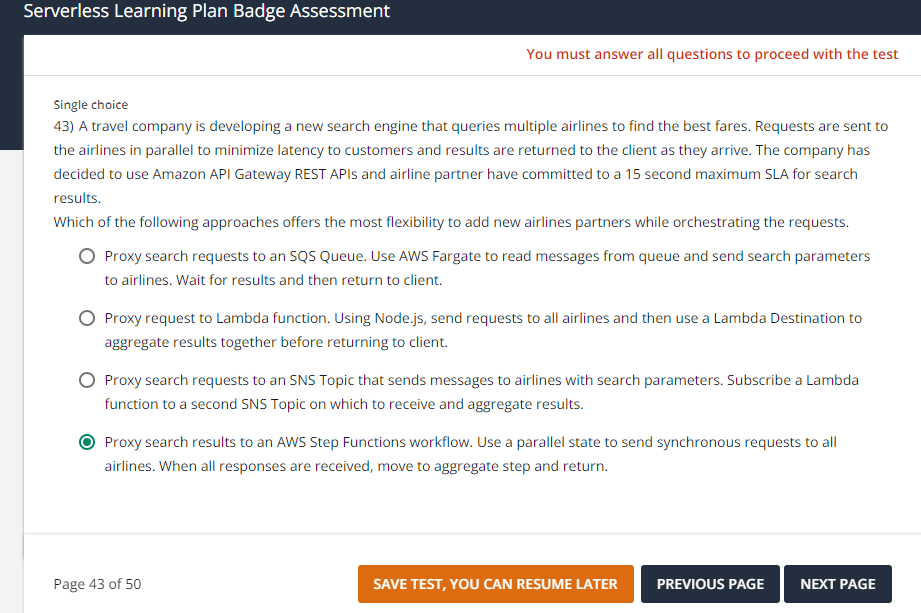 Serverless Learning Plan Badge Assessment
You must answer all questions to proceed with the test
Single choice
43) A travel company is developing a new search engine that queries multiple airlines to find the best fares. Requests are sent to
the airlines in parallel to minimize latency to customers and results are returned to the client as they arrive. The company has
decided to use Amazon API Gateway REST APIs and airline partner have committed to a 15 second maximum SLA for search
results.
Which of the following approaches offers the most flexibility to add new airlines partners while orchestrating the requests.
Proxy search requests to an SQS Queue. Use AWS Fargate to read messages from queue and send search parameters
to airlines. Wait for results and then return to client.
Proxy request to Lambda function. Using Node.js, send requests to all airlines and then use a Lambda Destination to
aggregate results together before returning to client.
Proxy search requests to an SNS Topic that sends messages to airlines with search parameters. Subscribe a Lambda
function to a second SNS Topic on which to receive and aggregate results.
Proxy search results to an AWS Step Functions workflow. Use a parallel state to send synchronous requests to all
airlines. When all responses are received, move to aggregate step and return.
Page 43 of 50
SAVE TEST, YOU CAN RESUME LATER
PREVIOUS PAGE
NEXT PAGE